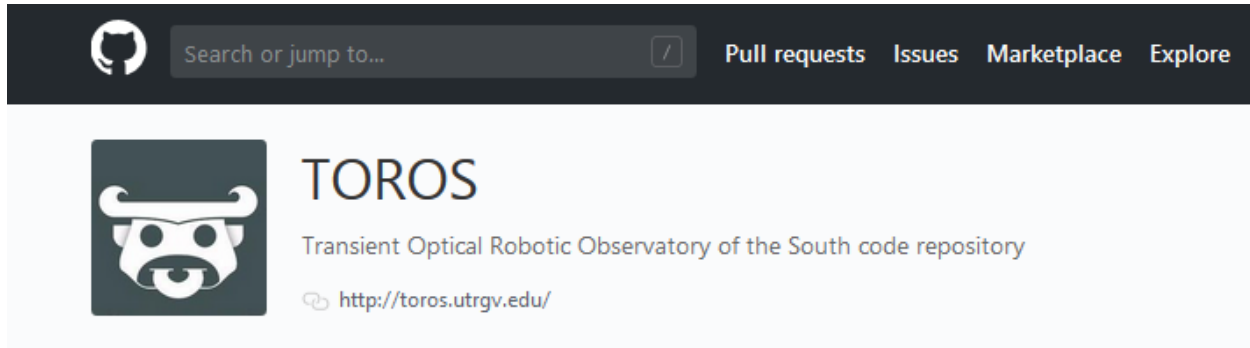 Search or jump to... / Pull requests Issues Marketplace Explore
TOROS
Transient Optical Robotic Observatory of the South code repository
http://toros.utrgv.edu/